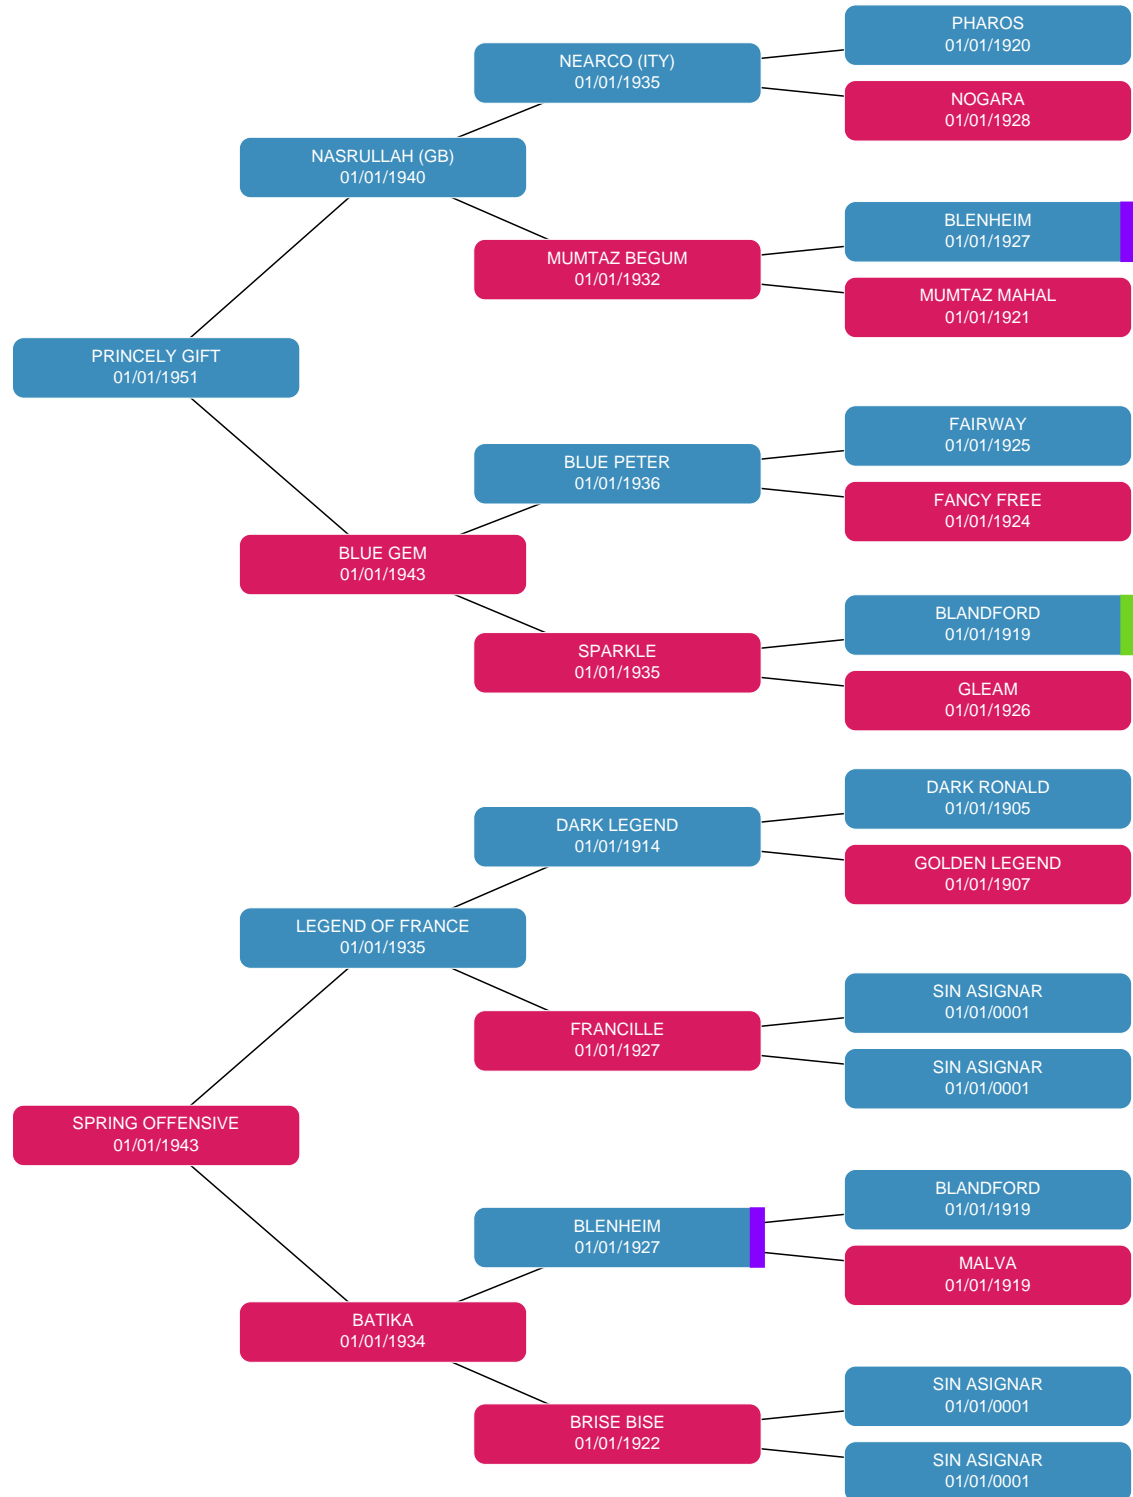 PHAROS
01/01/1920
NEARCO (ITY)
01/01/1935
NOGARA
01/01/1928
NASRULLAH (GB)
01/01/1940
BLENHEIM
01/01/1927
MUMTAZ BEGUM
01/01/1932
MUMTAZ MAHAL
01/01/1921
PRINCELY GIFT
01/01/1951
FAIRWAY
01/01/1925
BLUE PETER
01/01/1936
FANCY FREE
01/01/1924
BLUE GEM
01/01/1943
BLANDFORD
01/01/1919
SPARKLE
01/01/1935
GLEAM
01/01/1926
DARK RONALD
01/01/1905
DARK LEGEND
01/01/1914
GOLDEN LEGEND
01/01/1907
LEGEND OF FRANCE
01/01/1935
SIN ASIGNAR
01/01/0001
FRANCILLE
01/01/1927
SIN ASIGNAR
01/01/0001
SPRING OFFENSIVE
01/01/1943
BLANDFORD
01/01/1919
BLENHEIM
01/01/1927
MALVA
01/01/1919
BATIKA
01/01/1934
SIN ASIGNAR
01/01/0001
BRISE BISE
01/01/1922
SIN ASIGNAR
01/01/0001